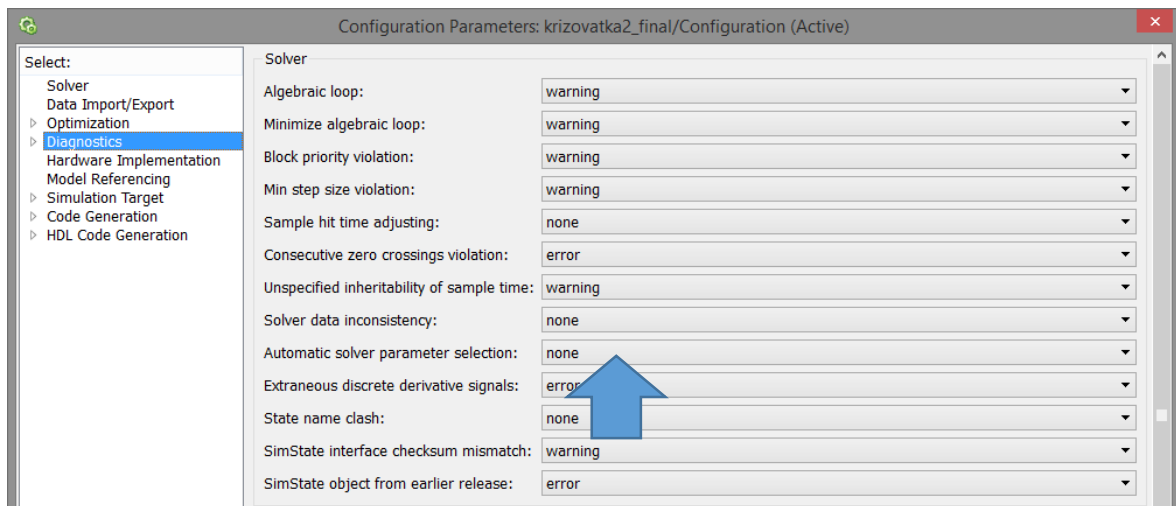 Configuration Parameters: krizovatka2_final/Configuration (Active)
Select:
Solver
Data Import/Export
Optimization
Diagnostics
Hardware Implementation
Model Referencing
Simulation Target
Code Generation
HDL Code Generation
Solver
Algebraic loop: warning
Minimize algebraic loop: warning
Block priority violation: warning
Min step size violation: warning
Sample hit time adjusting: none
Consecutive zero crossings violation: error
Unspecified inheritability of sample time: warning
Solver data inconsistency: none
Automatic solver parameter selection: none
Extraneous discrete derivative signals: error
State name clash: none
SimState interface checksum mismatch: warning
SimState object from earlier release: error